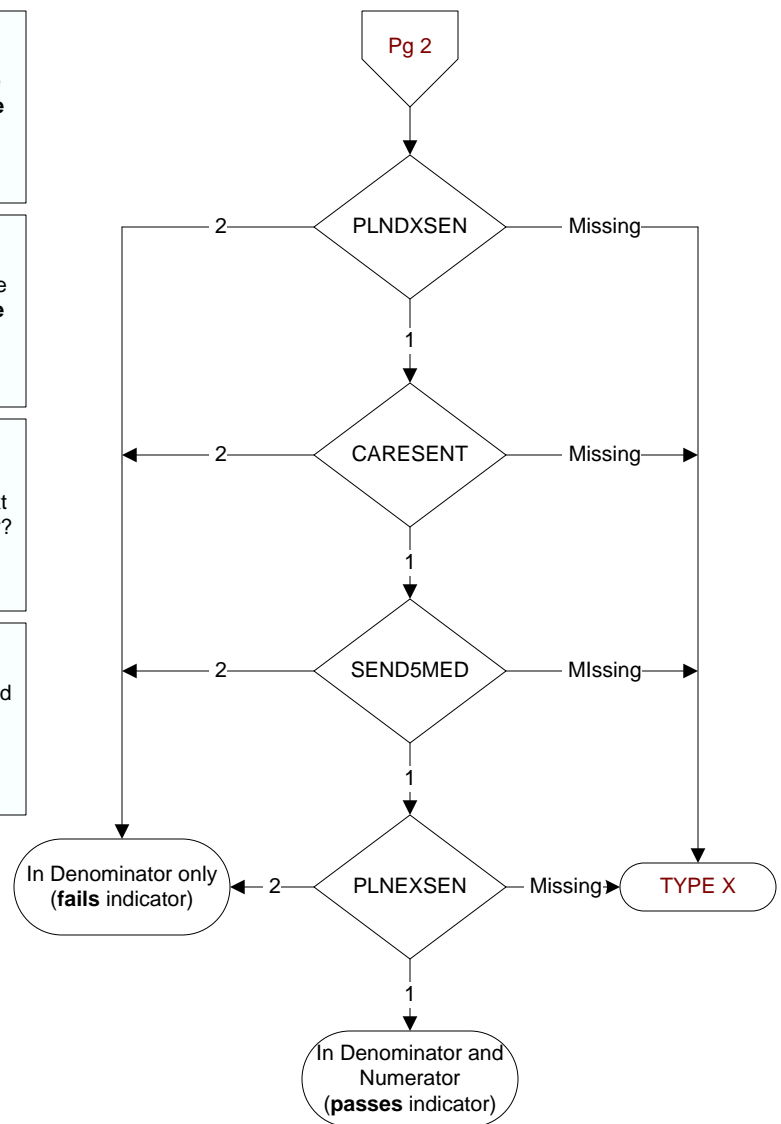 Pg 2
e
2 PLNDXSEN Missing
e
e
1
2 CARESENT Missing
t
?
1
2 SEND5MED MIssing
d
1
In Denominator only
(fails indicator)
2 PLNEXSEN Missing
TYPE X
1
In Denominator and
Numerator
(passes indicator)